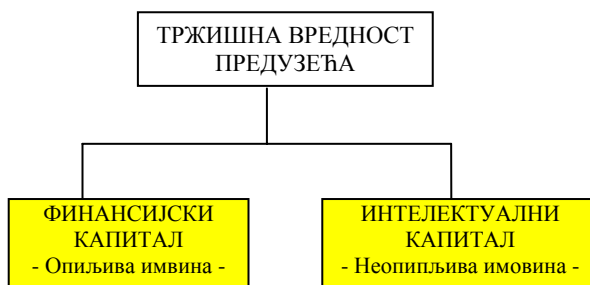 ТРЖИШНА ВРЕДНОСТ
ПРЕДУЗЕЋА
ФИНАНСИЈСКИ
КАПИТАЛ
- Опиљива имвина -
ИНТЕЛЕКТУАЛНИ
КАПИТАЛ
- Неопипљива имовина -